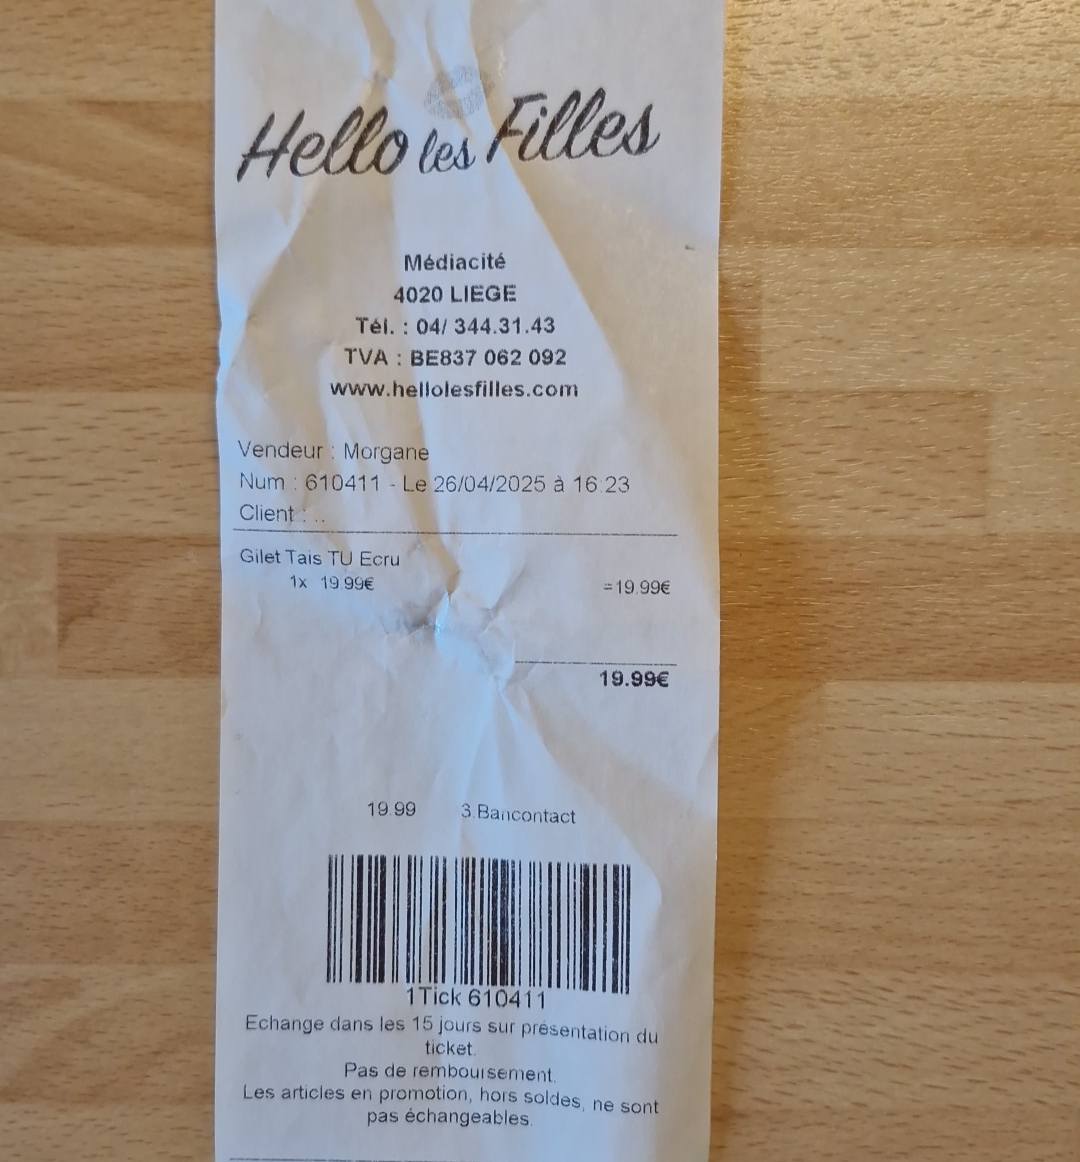 Hello les Filles
Médiacité
4020 LIEGE
Tél. : 04/ 344.31.43
TVA : BE837 062 092
www.hellolesfilles.com
Vendeur : Morgane
Num : 610411 - Le 26/04/2025 à 16:23
Client : ..
Gilet Tais TU Ecru
1x 19.99€ =19.99€
19.99€
19.99 3.Bancontact
1Tick 610411
Echange dans les 15 jours sur présentation du
ticket.
Pas de remboursement.
Les articles en promotion, hors soldes, ne sont
pas échangeables.